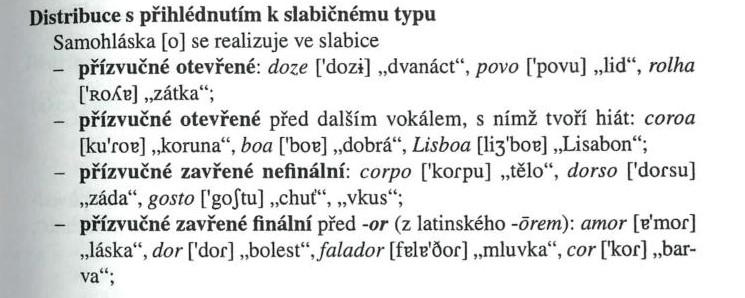 Distribuce s přihlédnutím k slabičnému typu
Samohláska [o] se realizuje ve slabice
– přízvučné otevřené: doze ['dozɨ] „dvanáct“, povo ['povu] „lid“, rolha
['ʀoʎɐ] „zátka“;
– přízvučné otevřené před dalším vokálem, s nímž tvoří hiát: coroa
[ku'roɐ] „koruna“, boa ['boɐ] „dobrá“, Lisboa [liʒ'boɐ] „Lisabon“;
– přízvučné zavřené nefinální: corpo ['koɾpu] „tělo“, dorso ['doɾsu]
„záda“, gosto ['goʃtu] „chuť“, „vkus“;
– přízvučné zavřené finální před -or (z latinského -ōrem): amor [ɐ'moɾ]
„láska“, dor ['doɾ] „bolest“, falador [fɐlɐ'ðoɾ] „mluvka“, cor ['koɾ] „bar-
va“;